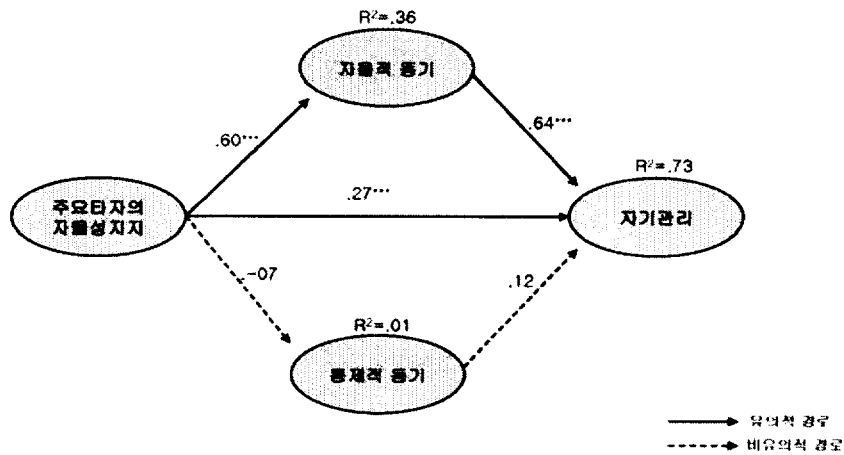 R²=.36
자율적 동기
.60***
.64***
R²=.73
.27***
주요타자의
자율성지지
자기관리
.-07
.12
R²=.01
통제적 동기
유의적 경로
비유의적 경로